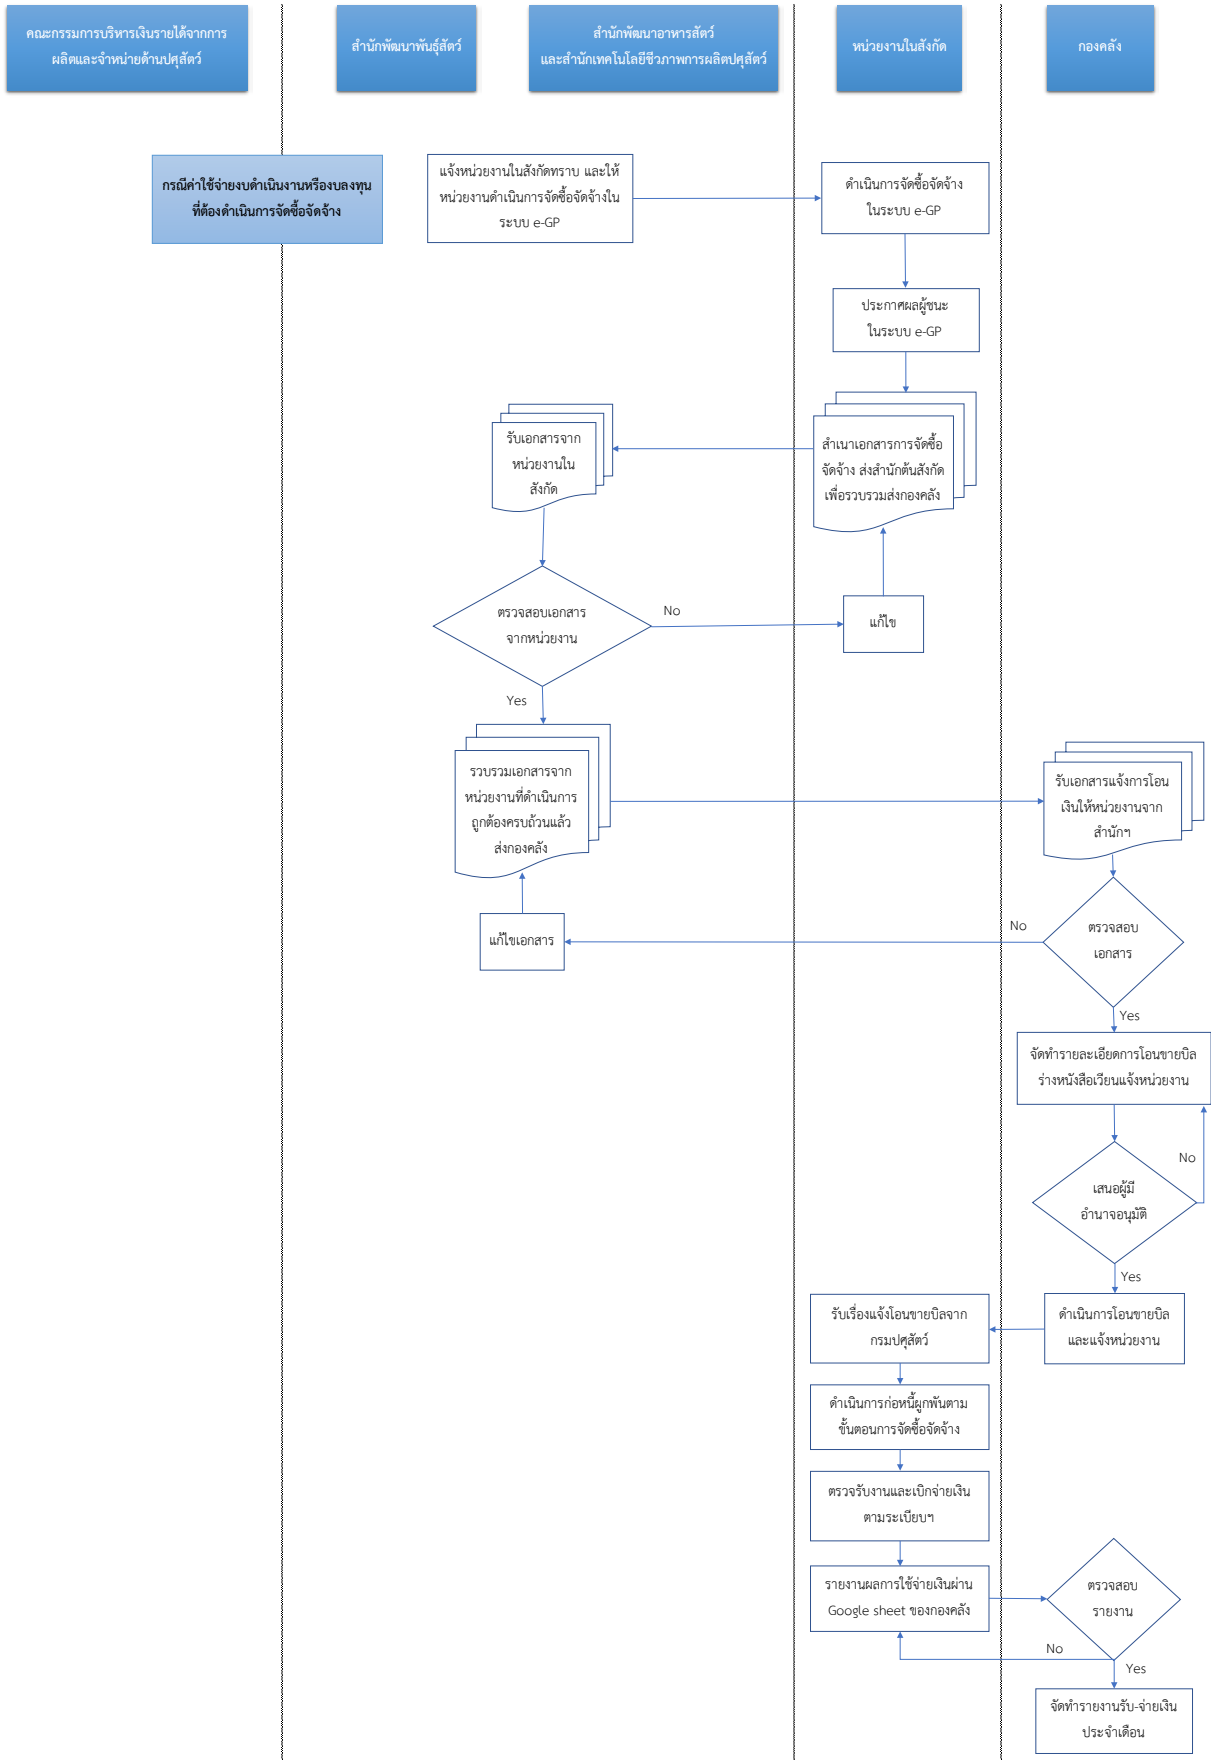 คณะกรรมการบริหารเงินรายได้จากการ
ผลิตและจำหน่ายด้านปศุสัตว์
สำนักพัฒนาพันธุ์สัตว์
สำนักพัฒนาอาหารสัตว์
และสำนักเทคโนโลยีชีวภาพการผลิตปศุสัตว์
หน่วยงานในสังกัด
กองคลัง
กรณีค่าใช้จ่ายงบดำเนินงานหรืองบลงทุน
ที่ต้องดำเนินการจัดซื้อจัดจ้าง
แจ้งหน่วยงานในสังกัดทราบ และให้
หน่วยงานดำเนินการจัดซื้อจัดจ้างใน
ระบบ e-GP
ดำเนินการจัดซื้อจัดจ้าง
ในระบบ e-GP
ประกาศผลผู้ชนะ
ในระบบ e-GP
รับเอกสารจาก
หน่วยงานใน
สังกัด
สำเนาเอกสารการจัดซื้อ
จัดจ้าง ส่งสำนักต้นสังกัด
เพื่อรวบรวมส่งกองคลัง
ตรวจสอบเอกสาร
จากหน่วยงาน
No
แก้ไข
Yes
รวบรวมเอกสารจาก
หน่วยงานที่ดำเนินการ
ถูกต้องครบถ้วนแล้ว
ส่งกองคลัง
รับเอกสารแจ้งการโอน
เงินให้หน่วยงานจาก
สำนักฯ
แก้ไขเอกสาร
No
ตรวจสอบ
เอกสาร
Yes
จัดทำรายละเอียดการโอนขายบิล
ร่างหนังสือเวียนแจ้งหน่วยงาน
No
เสนอผู้มี
อำนาจอนุมัติ
Yes
รับเรื่องแจ้งโอนขายบิลจาก
กรมปศุสัตว์
ดำเนินการโอนขายบิล
และแจ้งหน่วยงาน
ดำเนินการก่อหนี้ผูกพันตาม
ขั้นตอนการจัดซื้อจัดจ้าง
ตรวจรับงานและเบิกจ่ายเงิน
ตามระเบียบฯ
รายงานผลการใช้จ่ายเงินผ่าน
Google sheet ของกองคลัง
ตรวจสอบ
รายงาน
No
Yes
จัดทำรายงานรับ-จ่ายเงิน
ประจำเดือน